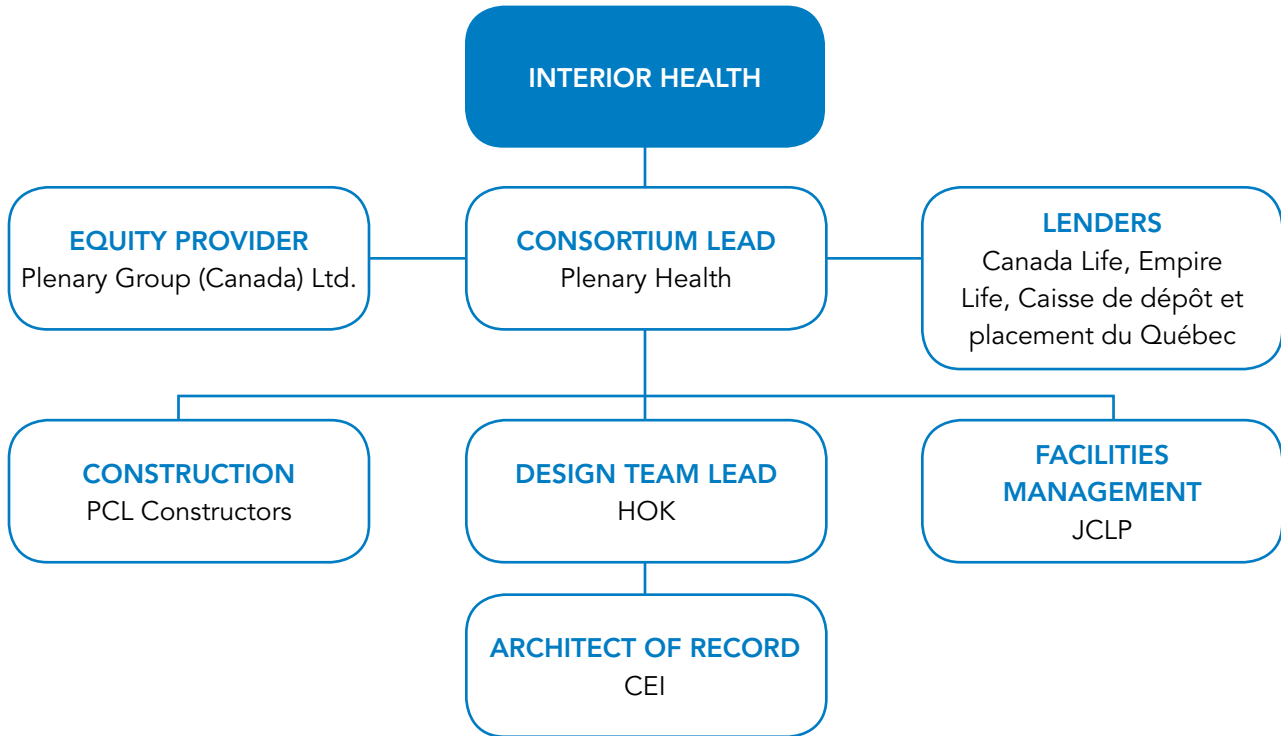 INTERIOR HEALTH
EQUITY PROVIDER
Plenary Group (Canada) Ltd.
CONSORTIUM LEAD
Plenary Health
LENDERS
Canada Life, Empire
Life, Caisse de dépôt et
placement du Québec
CONSTRUCTION
PCL Constructors
DESIGN TEAM LEAD
HOK
FACILITIES
MANAGEMENT
JCLP
ARCHITECT OF RECORD
CEI